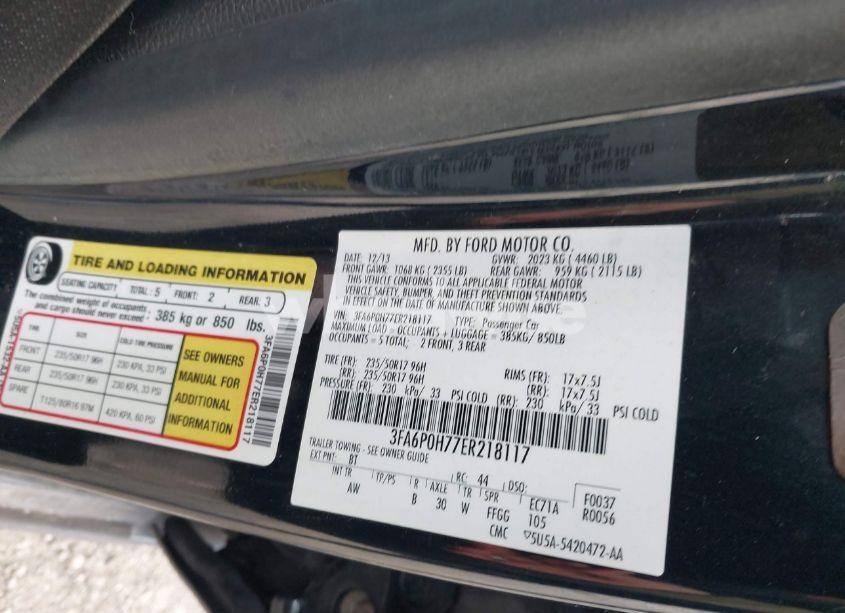 TIRE AND LOADING INFORMATION
SEATING CAPACITY TOTAL: 5 FRONT: 2 REAR: 3
The combined weight of occupants
and cargo should never exceed 385 kg or 850 lbs.
TIRE SIZE COLD TIRE PRESSURE
FRONT 235/50R17 96H 230 KPA, 33 PSI
REAR 235/50R17 96H 230 KPA, 33 PSI
SPARE T125/80R16 97M 420 KPA, 60 PSI
SEE OWNERS
MANUAL FOR
ADDITIONAL
INFORMATION
3FA6P0H77ER218117
MFD. BY FORD MOTOR CO.
DATE: 12/13 GVWR: 2023 KG ( 4460 LB)
FRONT GAWR: 1068 KG ( 2355 LB) REAR GAWR: 959 KG ( 2115 LB)
THIS VEHICLE CONFORMS TO ALL APPLICABLE FEDERAL MOTOR
VEHICLE SAFETY, BUMPER, AND THEFT PREVENTION STANDARDS
IN EFFECT ON THE DATE OF MANUFACTURE SHOWN ABOVE.
VIN: 3FA6P0H77ER218117 TYPE: Passenger Car
MAXIMUM LOAD = OCCUPANTS + LUGGAGE = 385KG/ 850LB
OCCUPANTS = 5 TOTAL; 2 FRONT, 3 REAR
TIRE (FR): 235/50R17 96H RIMS (FR): 17×7.5J
(RR): 235/50R17 96H (RR): 17×7.5J
PRESSURE (FR): 230 kPa/ 33 PSI COLD (RR): 230 kPa/ 33 PSI COLD
3FA6P0H77ER218117
TRAILER TOWING - SEE OWNER GUIDE
EXT PNT: BT RC: 44 DSO: F0037
INT TR TP/PS R AXLE TR SPR EC71A R0056
AW B 30 W FFGG 105
CMC 5U5A-5420472-AA